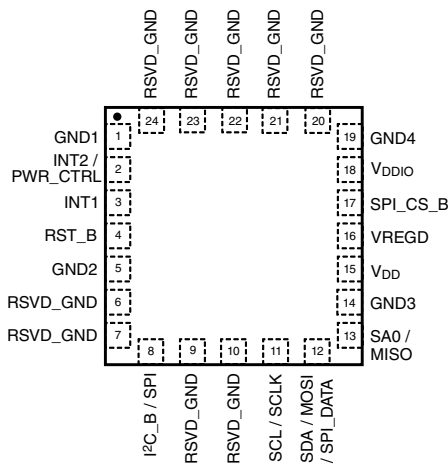 RSVD_GND
RSVD_GND
RSVD_GND
RSVD_GND
RSVD_GND
24
23
22
21
20
GND1
1
19
GND4
INT2 /
PWR_CTRL
2
18
VDDIO
INT1
3
17
SPI_CS_B
RST_B
4
16
VREGD
GND2
5
15
VDD
RSVD_GND
6
14
GND3
RSVD_GND
7
13
SA0 /
MISO
8
9
10
11
12
I²C_B / SPI
RSVD_GND
RSVD_GND
SCL / SCLK
SDA / MOSI
/ SPI_DATA